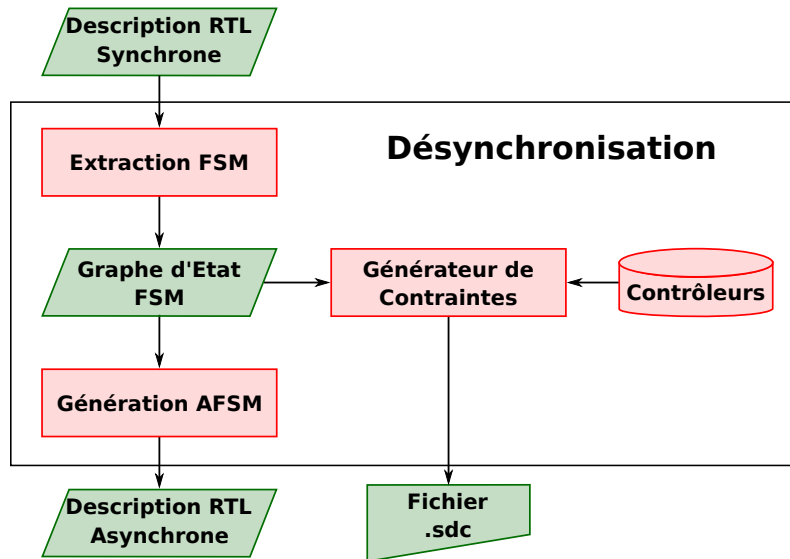 Description RTL
Synchrone
Extraction FSM
Désynchronisation
Graphe d'Etat
FSM
Générateur de
Contraintes
Contrôleurs
Génération AFSM
Description RTL
Asynchrone
Fichier
.sdc